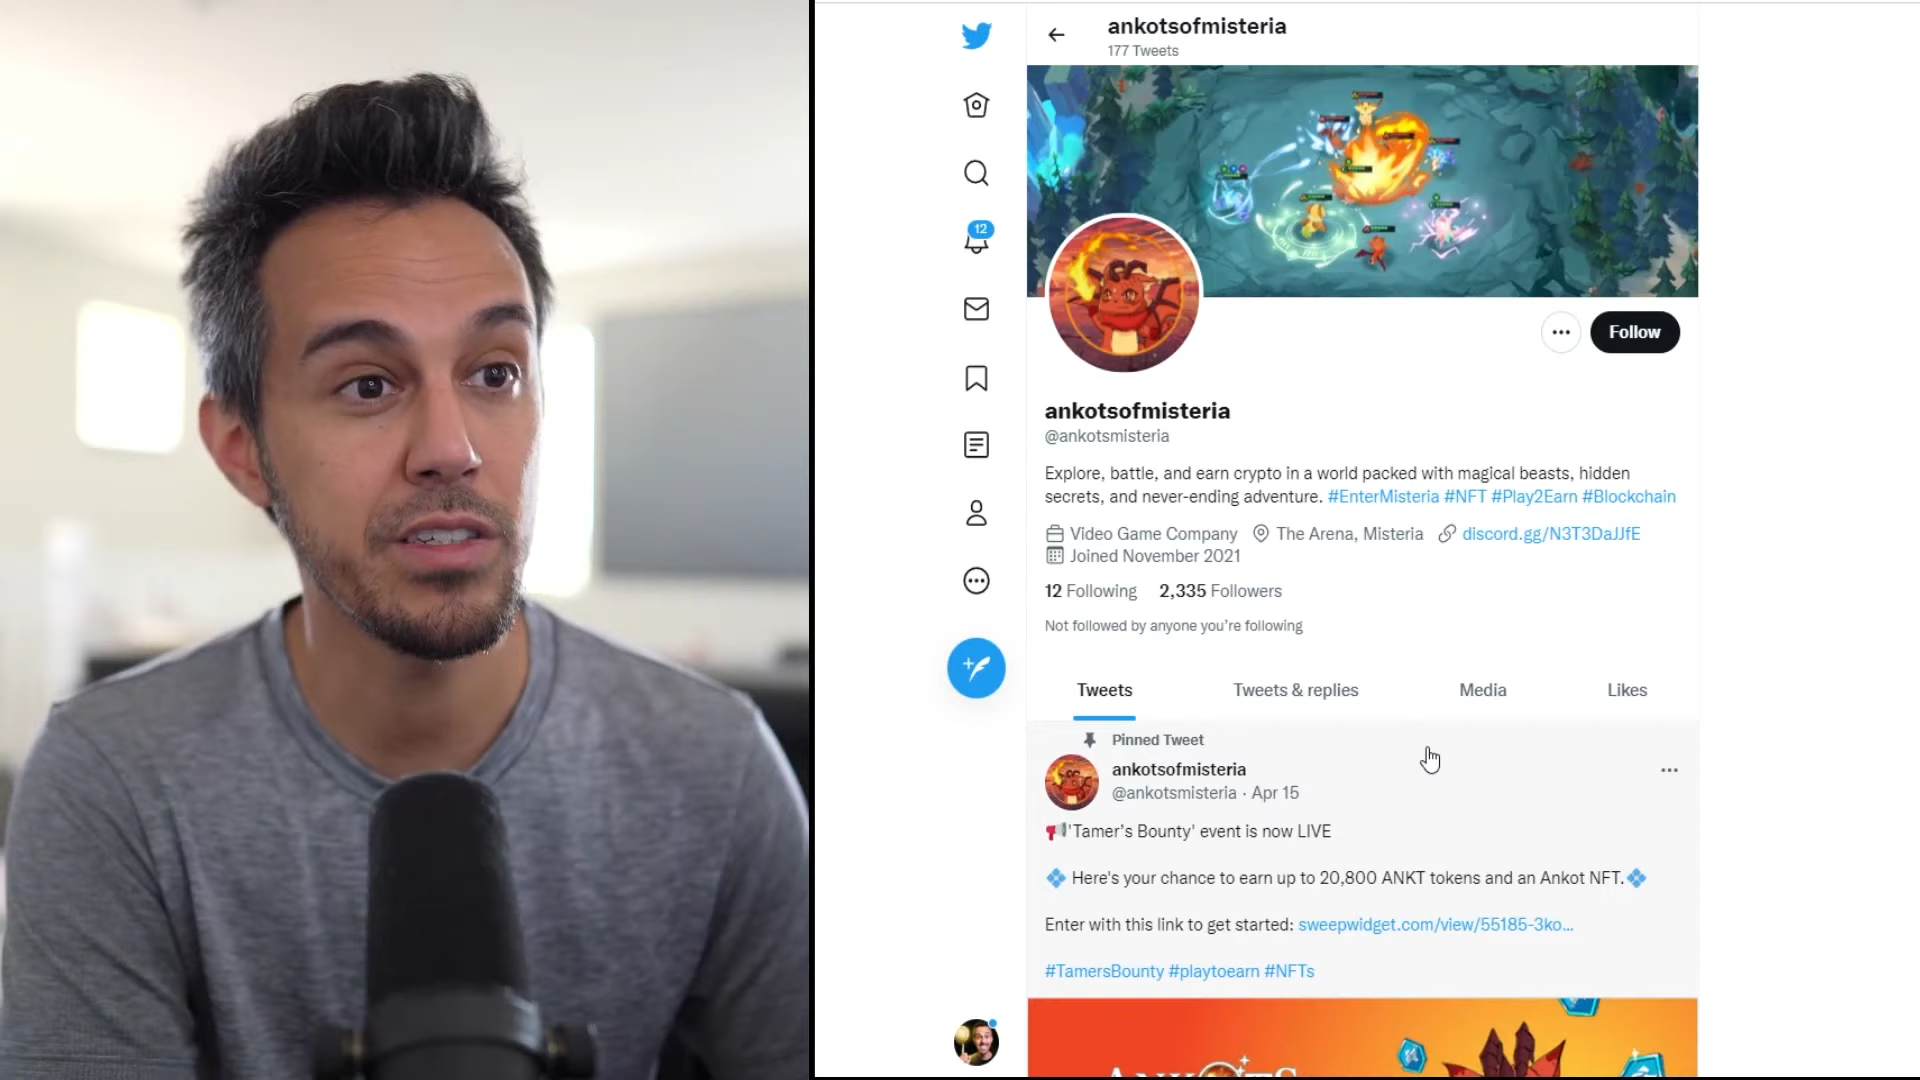 ankotsofmisteria
177 Tweets
12
Follow
ankotsofmisteria
@ankotsmisteria
Explore, battle, and earn crypto in a world packed with magical beasts, hidden
secrets, and never-ending adventure. #EnterMisteria #NFT #Play2Earn #Blockchain
Video Game Company The Arena, Misteria discord.gg/N3T3DaJJfE
Joined November 2021
12 Following 2,335 Followers
Not followed by anyone you're following
Tweets Tweets & replies Media Likes
Pinned Tweet
ankotsofmisteria
@ankotsmisteria · Apr 15
'Tamer's Bounty' event is now LIVE
Here's your chance to earn up to 20,800 ANKT tokens and an Ankot NFT.
Enter with this link to get started: sweepwidget.com/view/55185-3ko...
#TamersBounty #playtoearn #NFTs
ANKOTS